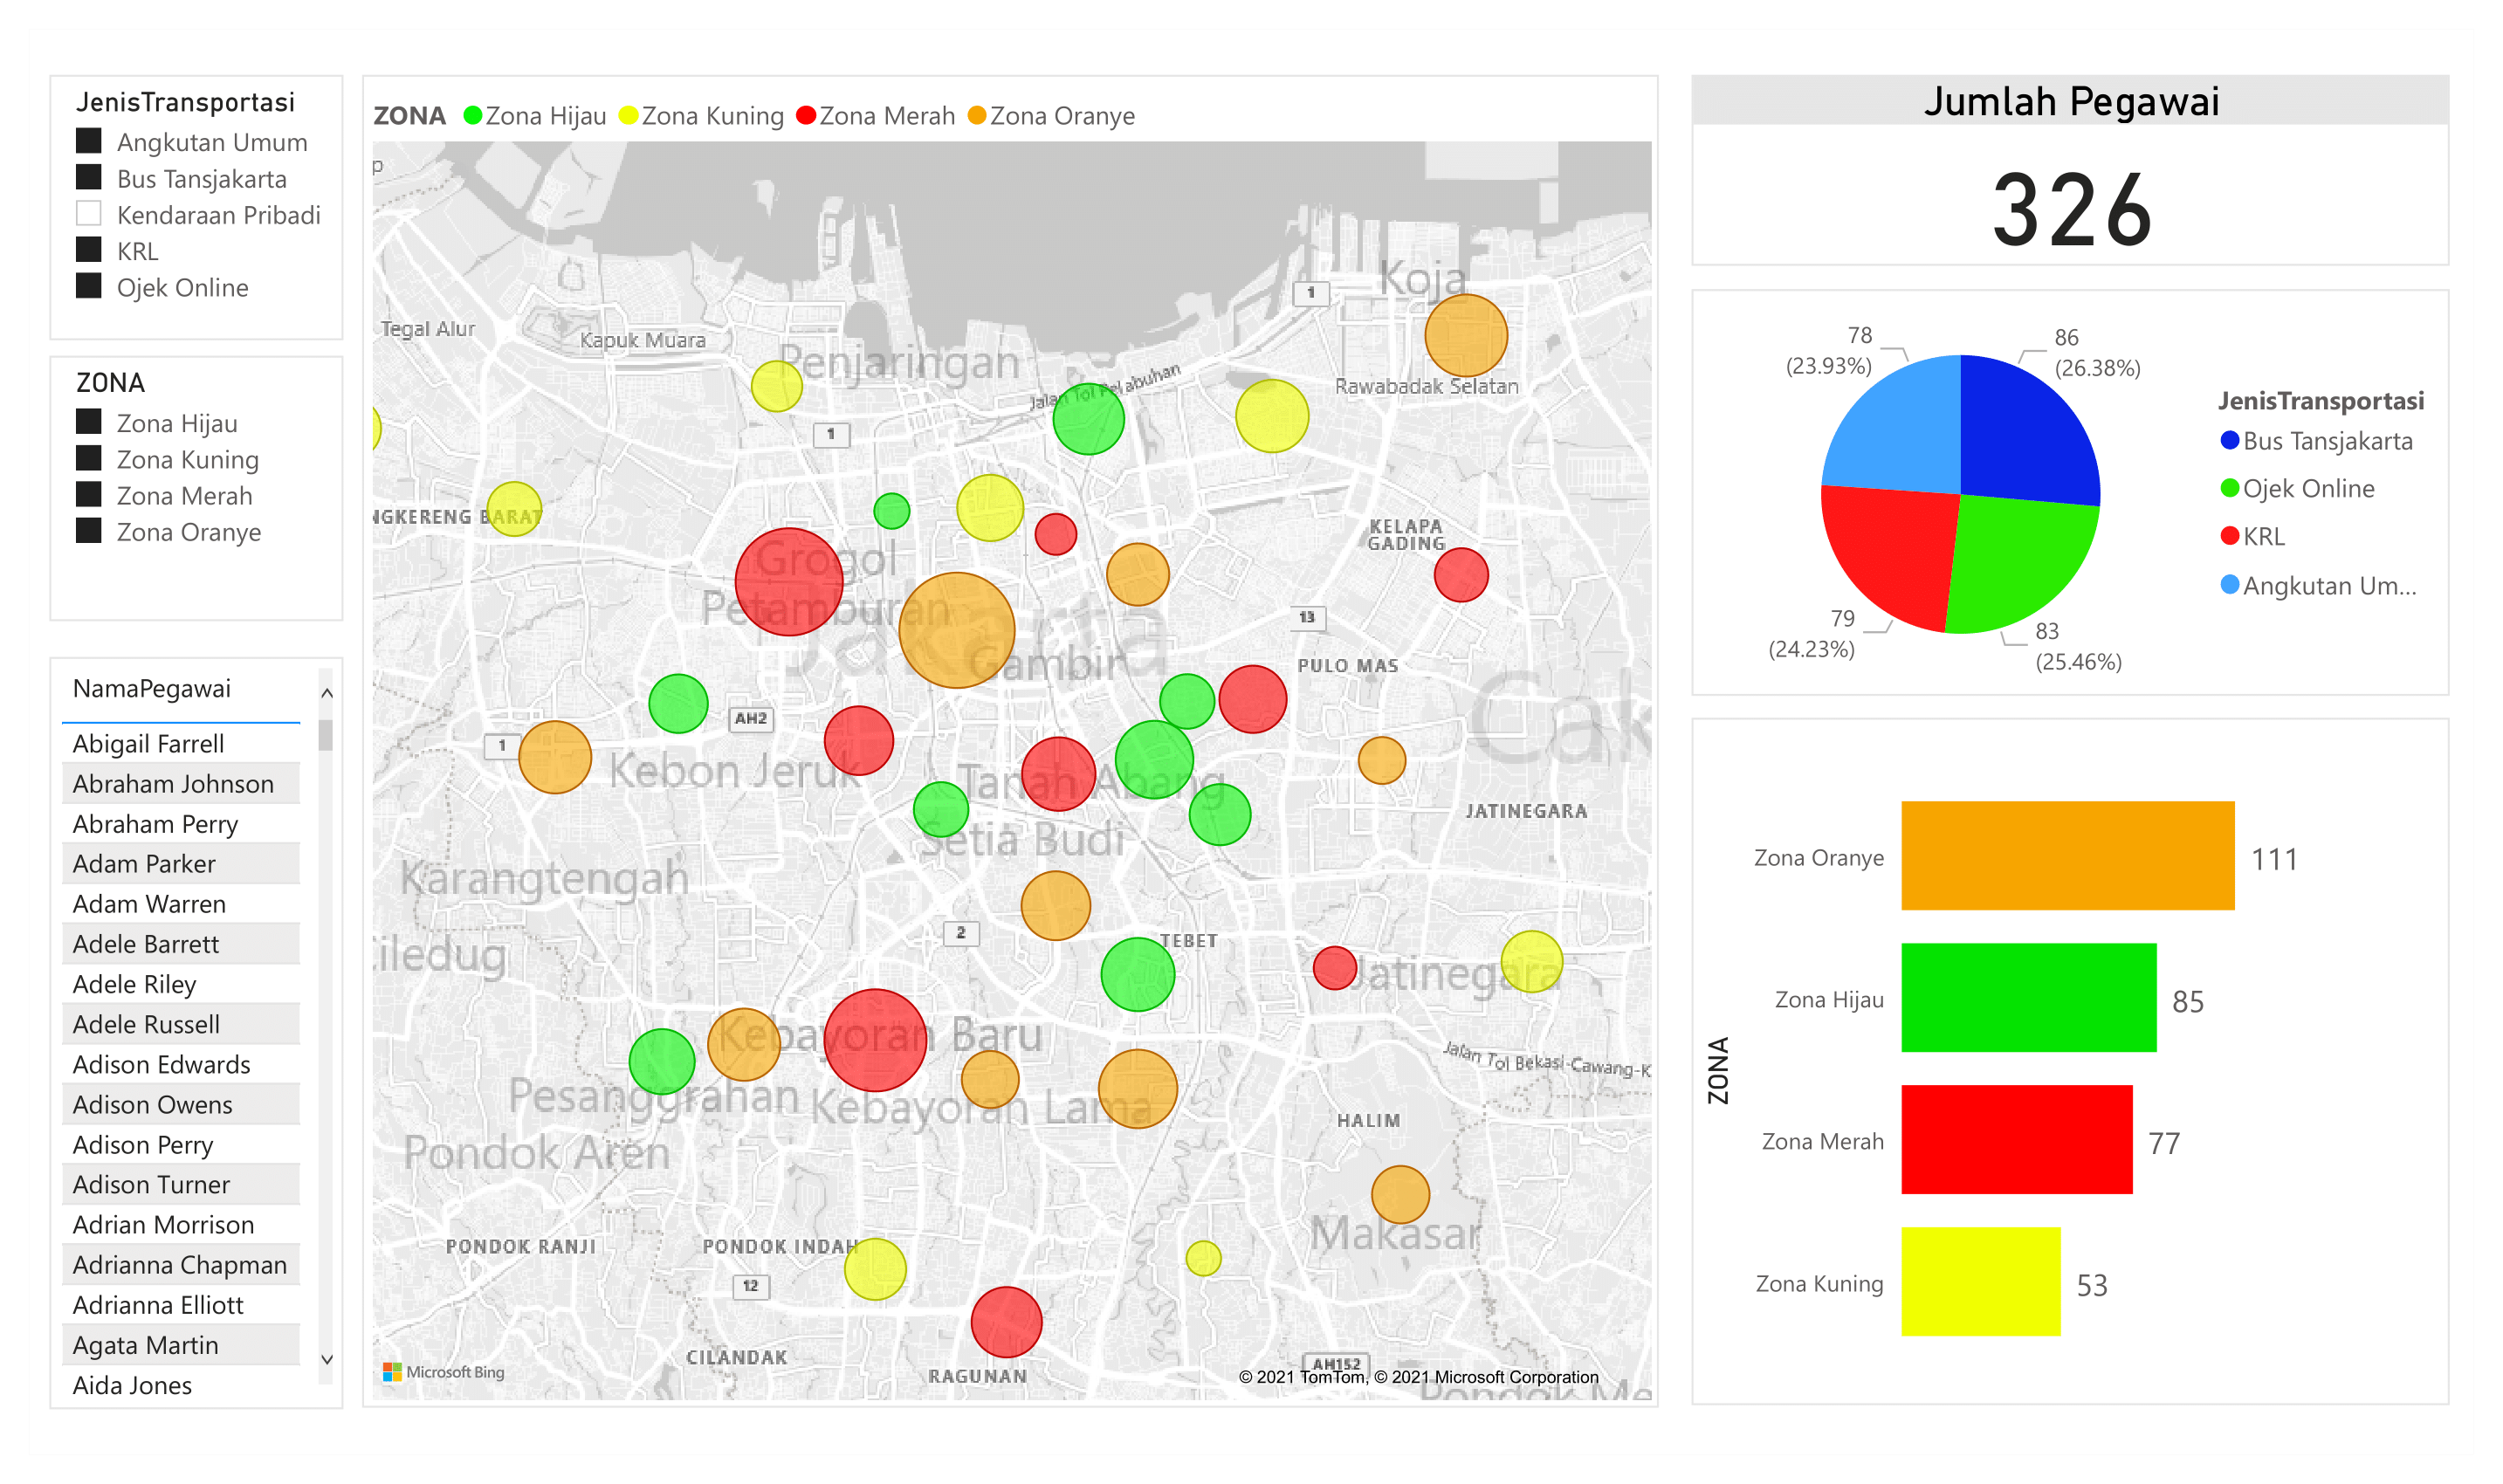 JenisTransportasi
Angkutan Umum
Bus Tansjakarta
Kendaraan Pribadi
KRL
Ojek Online
ZONA
Zona Hijau
Zona Kuning
Zona Merah
Zona Oranye
NamaPegawai
Abigail Farrell
Abraham Johnson
Abraham Perry
Adam Parker
Adam Warren
Adele Barrett
Adele Riley
Adele Russell
Adison Edwards
Adison Owens
Adison Perry
Adison Turner
Adrian Morrison
Adrianna Chapman
Adrianna Elliott
Agata Martin
Aida Jones
ZONA Zona Hijau Zona Kuning Zona Merah Zona Oranye
p
Koja
1
Tegal Alur
Kapuk Muara
Penjaringan
Jalan Tol Pelabuhan
Rawabadak Selatan
1
NGKERENG BARAT
KELAPA
GADING
Grogol
Petamburan
Jakarta
13
Gambir
PULO MAS
Cak
AH2
1
Kebon Jeruk
Tanah Abang
JATINEGARA
Setia Budi
Karangtengah
2
TEBET
Ciledug
Jatinegara
Kebayoran Baru
Jalan Tol Bekasi-Cawang-K
Pesanggrahan
Kebayoran Lama
HALIM
Pondok Aren
Makasar
PONDOK RANJI
PONDOK INDAH
12
CILANDAK
RAGUNAN
AH152
Pondok Me
Microsoft Bing
© 2021 TomTom, © 2021 Microsoft Corporation
Jumlah Pegawai
326
78
(23.93%)
86
(26.38%)
79
(24.23%)
83
(25.46%)
JenisTransportasi
Bus Tansjakarta
Ojek Online
KRL
Angkutan Um...
ZONA
Zona Oranye 111
Zona Hijau 85
Zona Merah 77
Zona Kuning 53